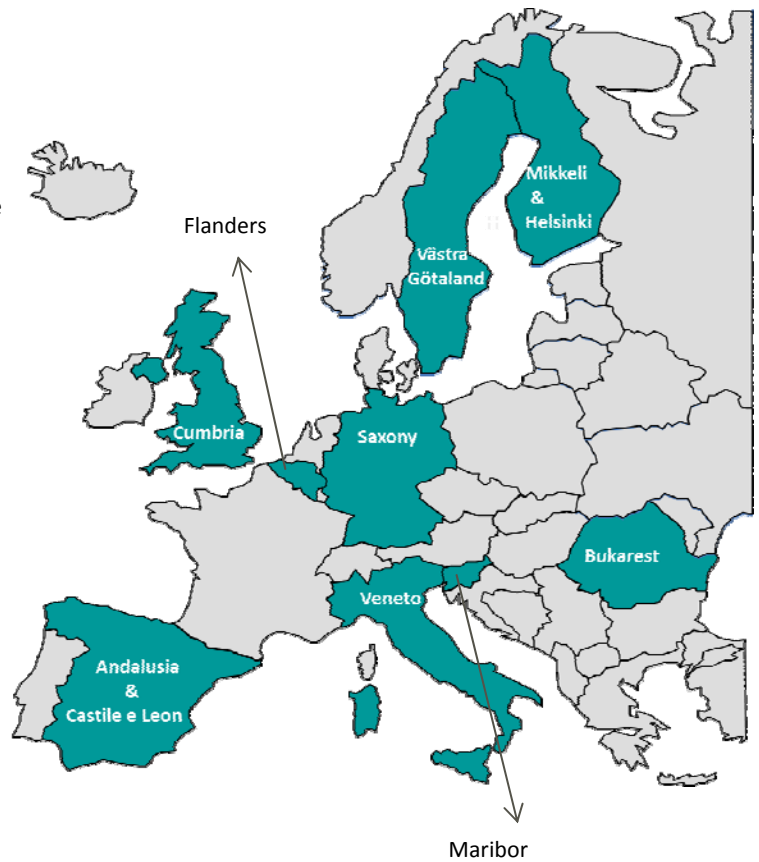 Mikkeli
&
Helsinki
e
Flanders
Västra
Götaland
Cumbria
Saxony
Bukarest
Veneto
Andalusia
&
Castile e Leon
Maribor